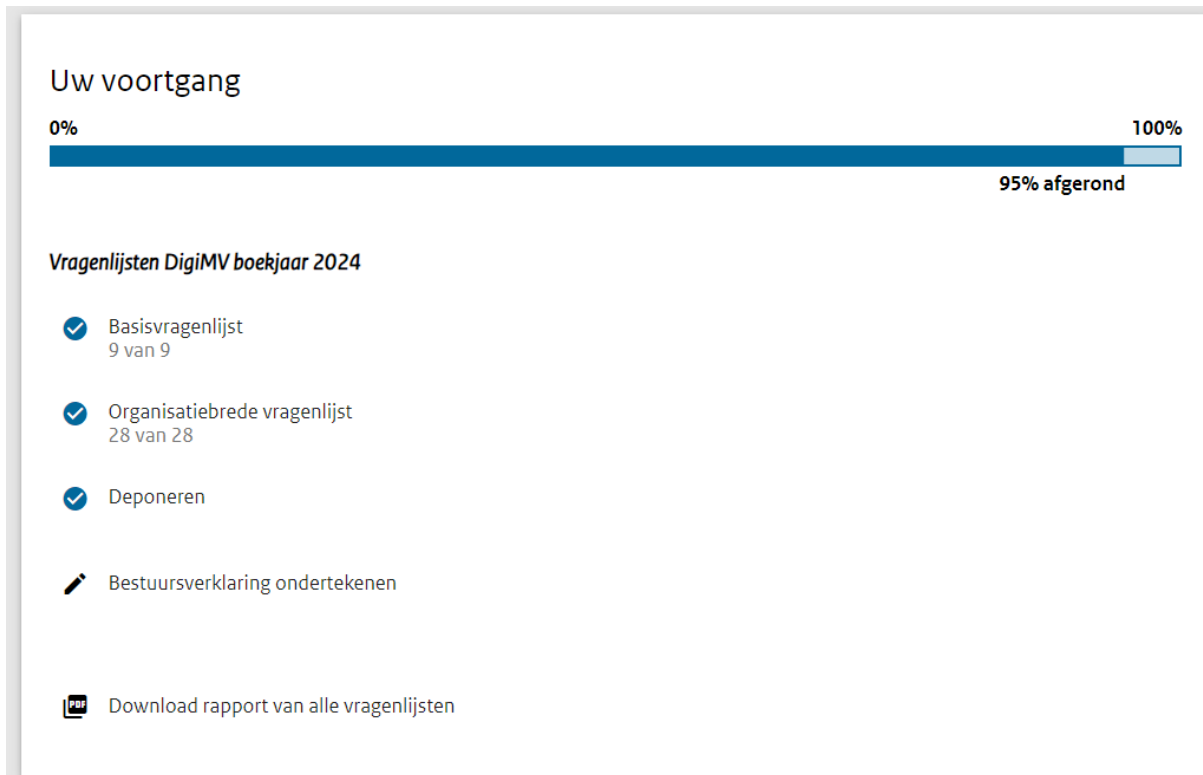 Uw voortgang
0% 100%
95% afgerond
Vragenlijsten DigiMV boekjaar 2024
Basisvragenlijst
9 van 9
Organisatiebrede vragenlijst
28 van 28
Deponeren
Bestuursverklaring ondertekenen
PDF Download rapport van alle vragenlijsten